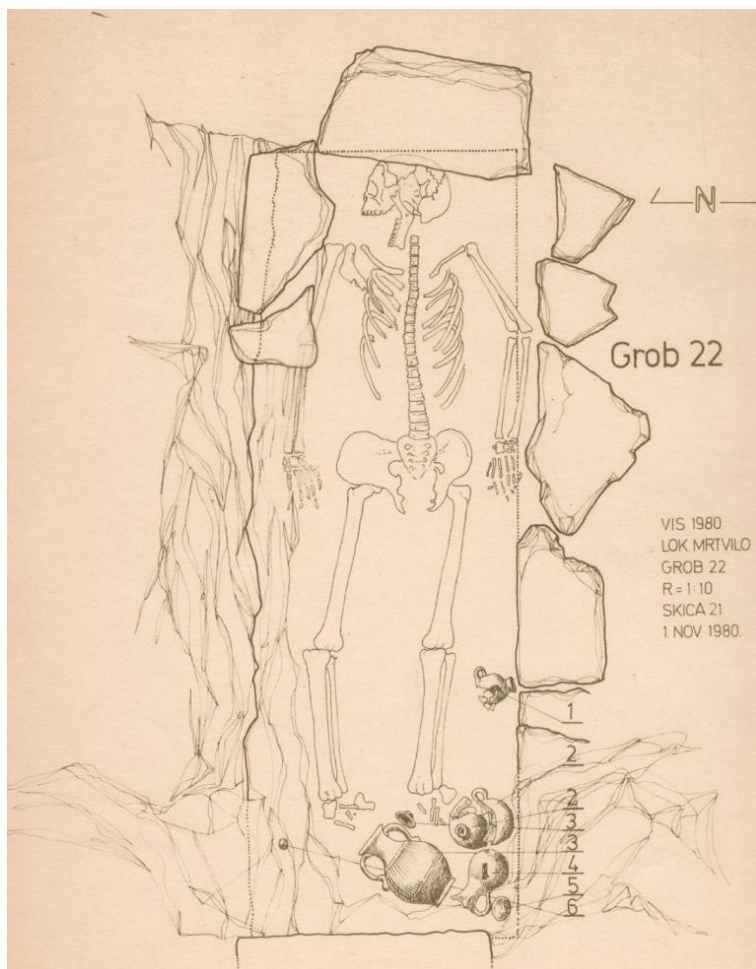 N
Grob 22
VIS 1980
LOK. MRTVILO
GROB 22
R = 1:10
SKICA 21
1. NOV 1980.
1
2
2
3
3
4
5
6